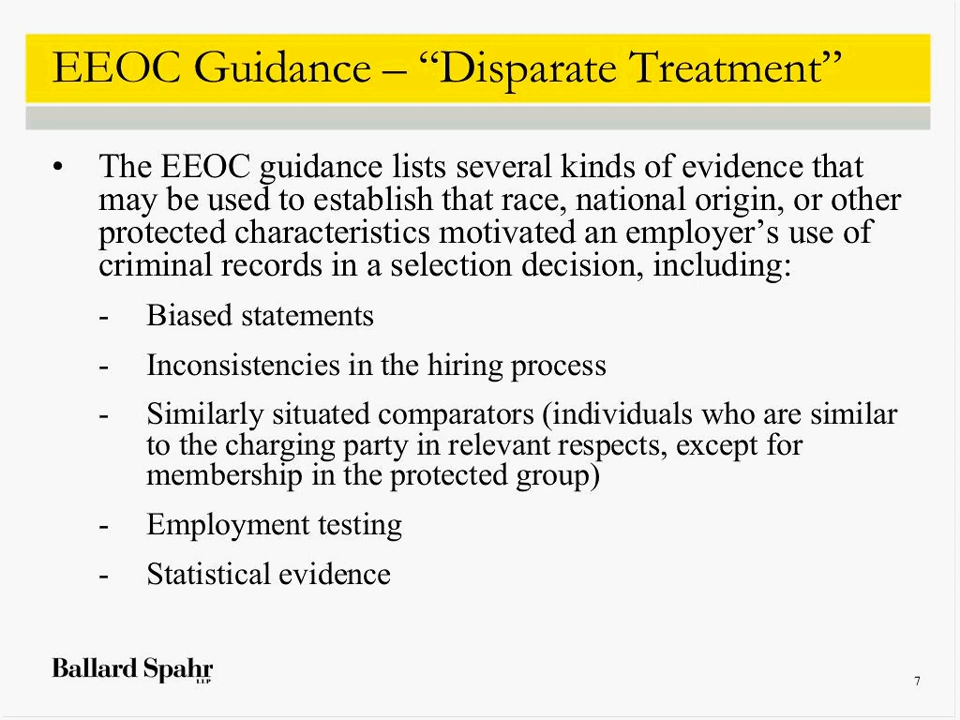 EEOC Guidance – “Disparate Treatment”
• The EEOC guidance lists several kinds of evidence that
may be used to establish that race, national origin, or other
protected characteristics motivated an employer’s use of
criminal records in a selection decision, including:
- Biased statements
- Inconsistencies in the hiring process
- Similarly situated comparators (individuals who are similar
to the charging party in relevant respects, except for
membership in the protected group)
- Employment testing
- Statistical evidence
Ballard Spahr
LLP
7